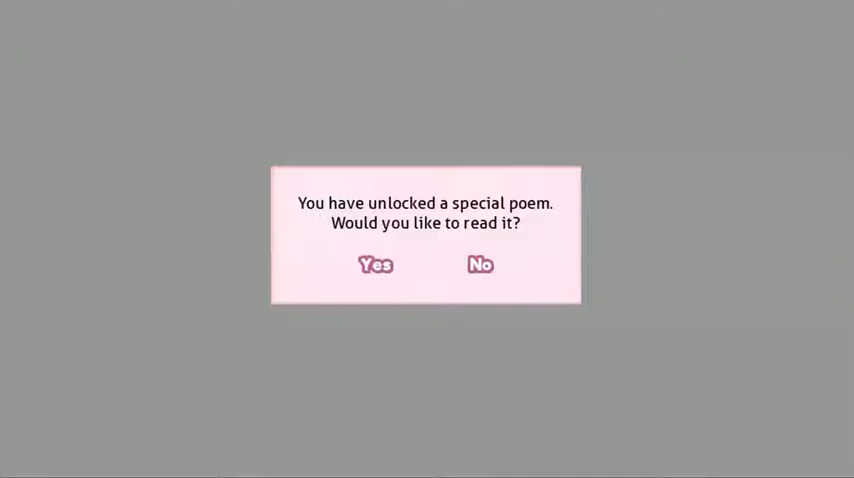 You have unlocked a special poem.
Would you like to read it?
Yes No